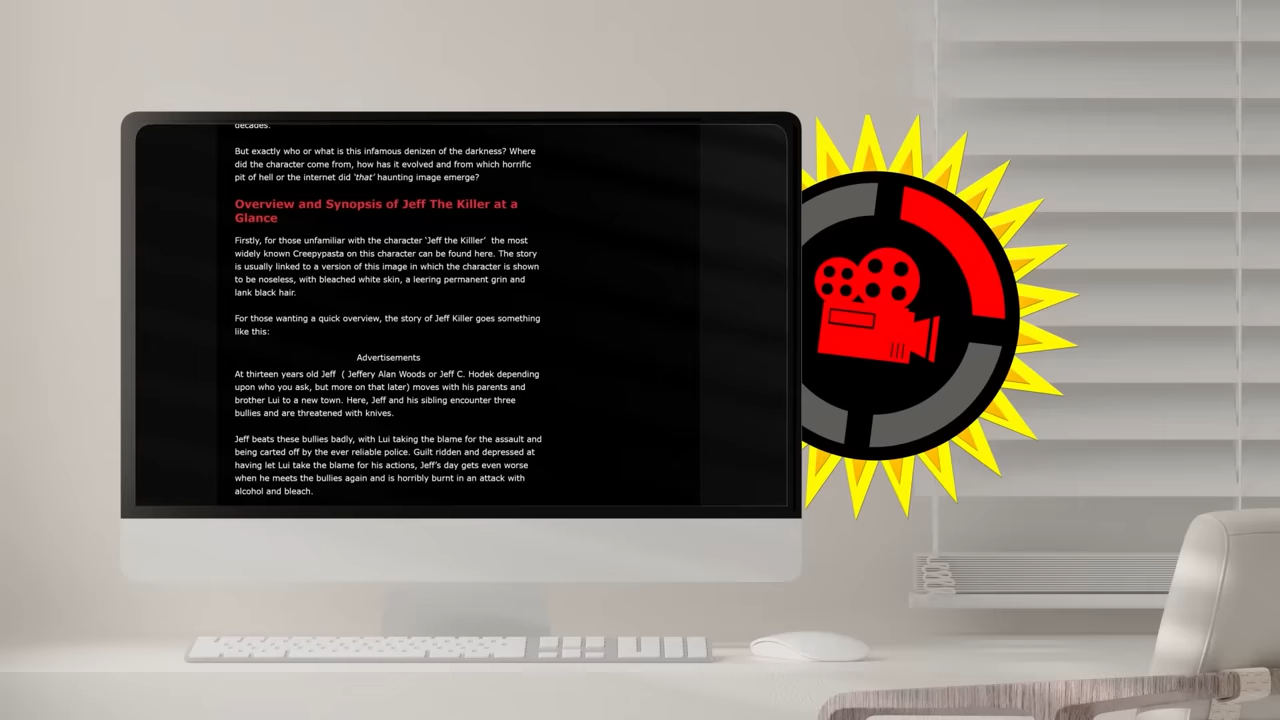 decades.
But exactly who or what is this infamous denizen of the darkness? Where
did the character come from, how has it evolved and from which horrific
pit of hell or the internet did ‘that’ haunting image emerge?
Overview and Synopsis of Jeff The Killer at a
Glance
Firstly, for those unfamiliar with the character ‘Jeff the Killler’ the most
widely known Creepypasta on this character can be found here. The story
is usually linked to a version of this image in which the character is shown
to be noseless, with bleached white skin, a leering permanent grin and
lank black hair.
For those wanting a quick overview, the story of Jeff Killer goes something
like this:
Advertisements
At thirteen years old Jeff ( Jeffery Alan Woods or Jeff C. Hodek depending
upon who you ask, but more on that later) moves with his parents and
brother Lui to a new town. Here, Jeff and his sibling encounter three
bullies and are threatened with knives.
Jeff beats these bullies badly, with Lui taking the blame for the assault and
being carted off by the ever reliable police. Guilt ridden and depressed at
having let Lui take the blame for his actions, Jeff’s day gets even worse
when he meets the bullies again and is horribly burnt in an attack with
alcohol and bleach.